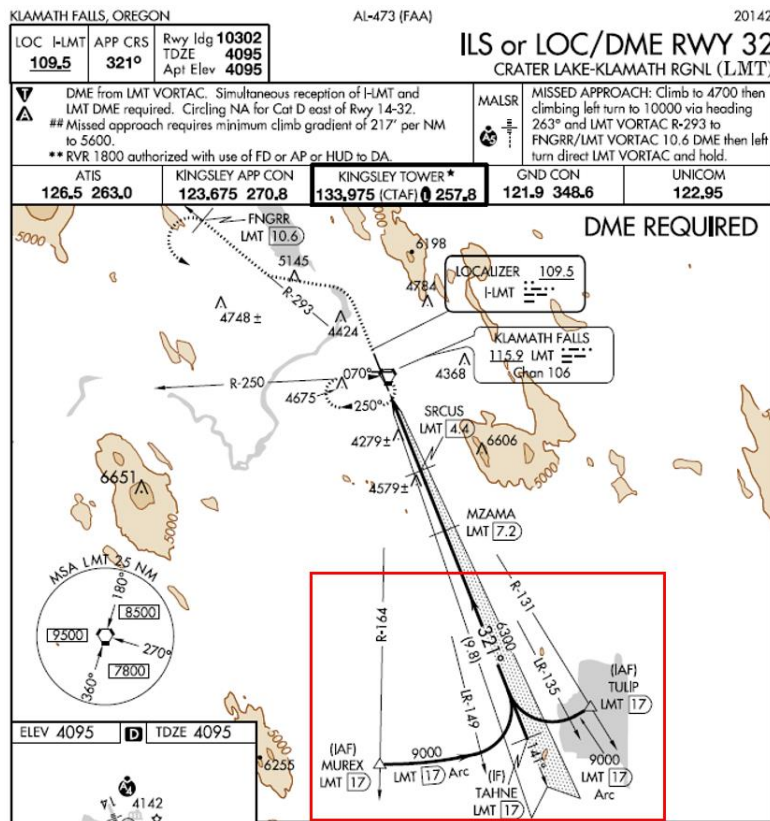 KLAMATH FALLS, OREGON
AL-473 (FAA)
20142
LOC I-LMT
109.5
APP CRS
321°
Rwy ldg 10302
TDZE 4095
Apt Elev 4095
ILS or LOC/DME RWY 32
CRATER LAKE-KLAMATH RGNL (LMT)
T
A
DME from LMT VORTAC. Simultaneous reception of I-LMT and
LMT DME required. Circling NA for Cat D east of Rwy 14-32.
## Missed approach requires minimum climb gradient of 217' per NM
to 5600.
** RVR 1800 authorized with use of FD or AP or HUD to DA.
MALSR
A5
MISSED APPROACH: Climb to 4700 then
climbing left turn to 10000 via heading
263° and LMT VORTAC R-293 to
FNGRR/LMT VORTAC 10.6 DME then left
turn direct LMT VORTAC and hold.
ATIS
126.5 263.0
KINGSLEY APP CON
123.675 270.8
KINGSLEY TOWER*
133.975 (CTAF) L 257.8
GND CON
121.9 348.6
UNICOM
122.95
DME REQUIRED
5000
FNGRR
LMT 10.6
6198
5145
LOCALIZER 109.5
I-LMT
4784
R-293
4748 ±
4424
KLAMATH FALLS
115.9 LMT
Chan 106
070°
4368
R-250
4675
250°
SRCUS
LMT 4.4
4279±
6606
5000
4579±
6651
5000
MZAMA
LMT 7.2
MSA LMT 25 NM
180°
8500
9500
270°
7800
360°
R-164
R-131
6300
321°
(9.8)
LR-135
LR-149
(IAF)
TULIP
LMT 17
ELEV 4095
D
TDZE 4095
9000
LMT 17 Arc
(IAF)
MUREX
LMT 17
6255
141°
(IF)
TAHNE
LMT 17
9000
LMT 17
Arc
4142
5000